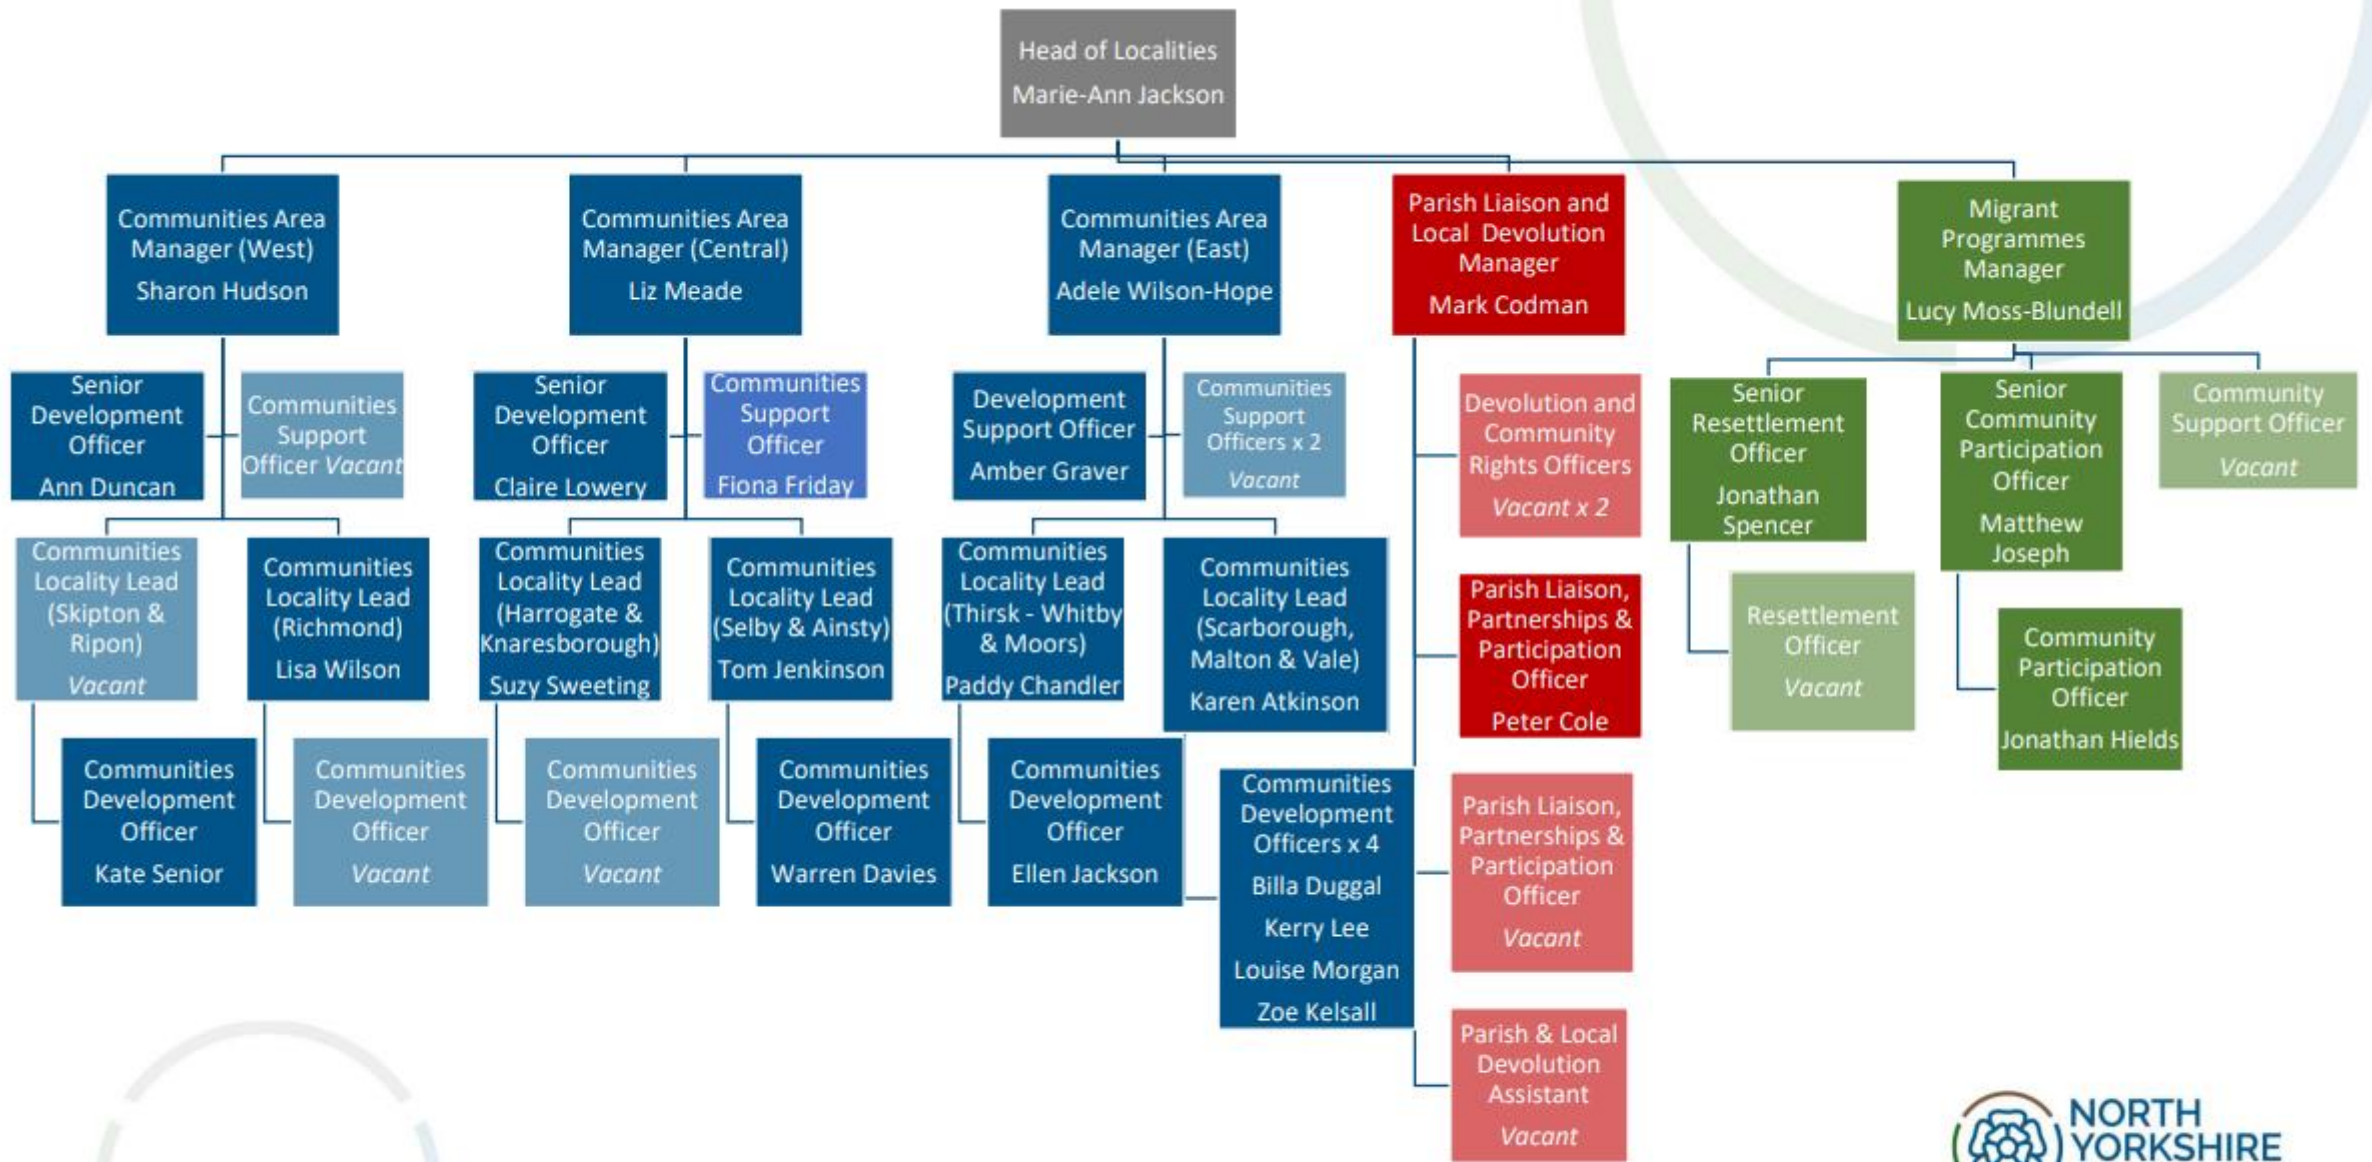 Head of Localities
Marie-Ann Jackson
Communities Area
Manager (West)
Sharon Hudson
Communities Area
Manager (Central)
Liz Meade
Communities Area
Manager (East)
Adele Wilson-Hope
Parish Liaison and
Local Devolution
Manager
Mark Codman
Migrant
Programmes
Manager
Lucy Moss-Blundell
Senior
Development
Officer
Ann Duncan
Communities
Support
Officer Vacant
Senior
Development
Officer
Claire Lowery
Communities
Support
Officer
Fiona Friday
Development
Support Officer
Amber Graver
Communities
Support
Officers x 2
Vacant
Devolution and
Community
Rights Officers
Vacant x 2
Senior
Resettlement
Officer
Jonathan
Spencer
Senior
Community
Participation
Officer
Matthew
Joseph
Community
Support Officer
Vacant
Communities
Locality Lead
(Skipton &
Ripon)
Vacant
Communities
Locality Lead
(Richmond)
Lisa Wilson
Communities
Locality Lead
(Harrogate &
Knaresborough)
Suzy Sweeting
Communities
Locality Lead
(Selby & Ainsty)
Tom Jenkinson
Communities
Locality Lead
(Thirsk - Whitby
& Moors)
Paddy Chandler
Communities
Locality Lead
(Scarborough,
Malton & Vale)
Karen Atkinson
Parish Liaison,
Partnerships &
Participation
Officer
Peter Cole
Resettlement
Officer
Vacant
Community
Participation
Officer
Jonathan Hields
Communities
Development
Officer
Kate Senior
Communities
Development
Officer
Vacant
Communities
Development
Officer
Vacant
Communities
Development
Officer
Warren Davies
Communities
Development
Officer
Ellen Jackson
Communities
Development
Officers x 4
Billa Duggal
Kerry Lee
Louise Morgan
Zoe Kelsall
Parish Liaison,
Partnerships &
Participation
Officer
Vacant
Parish & Local
Devolution
Assistant
Vacant
NORTH
YORKSHIRE